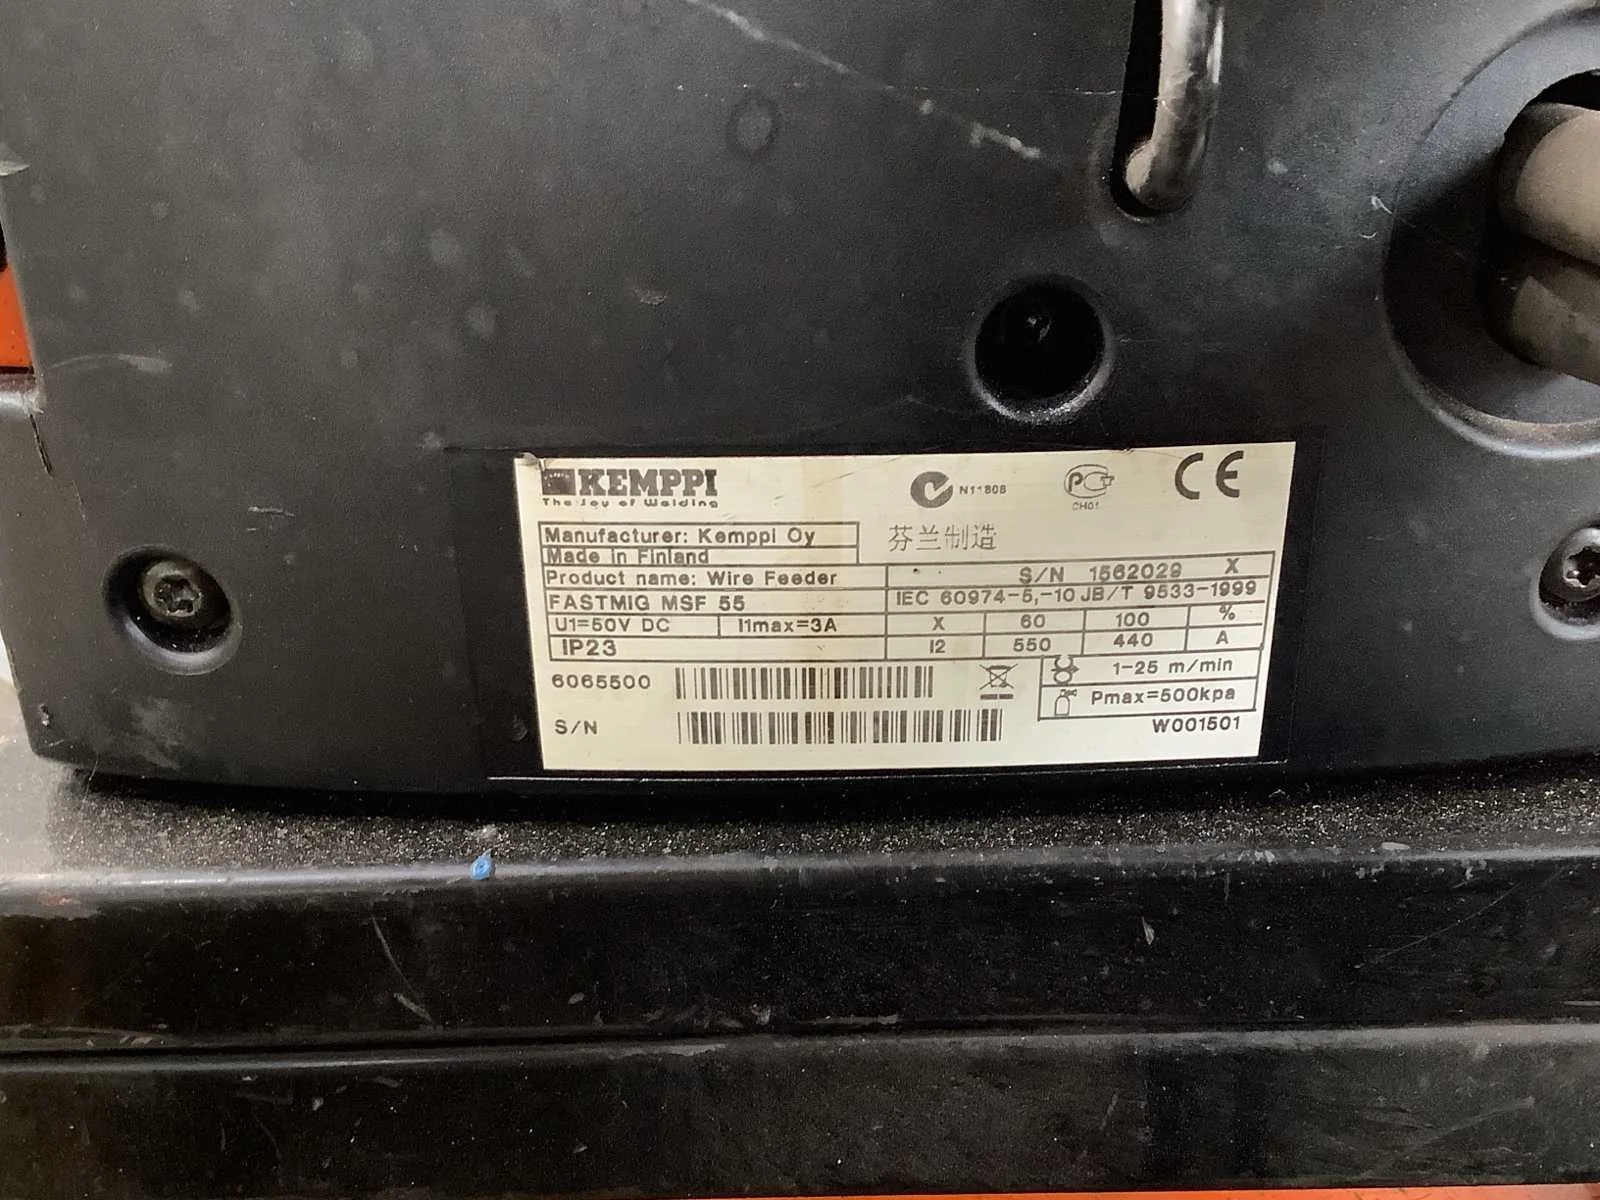 KEMPPI
The Joy of Welding
N11808
CH01
CE
Manufacturer: Kemppi Oy
芬兰制造
Made in Finland
Product name: Wire Feeder
S/N 1562029 X
FASTMIG MSF 55
IEC 60974-5,-10 JB/T 9533-1999
U1=50V DC I1max=3A X 60 100 %
IP23 I2 550 440 A
1-25 m/min
6065500
Pmax=500kpa
S/N
W001501